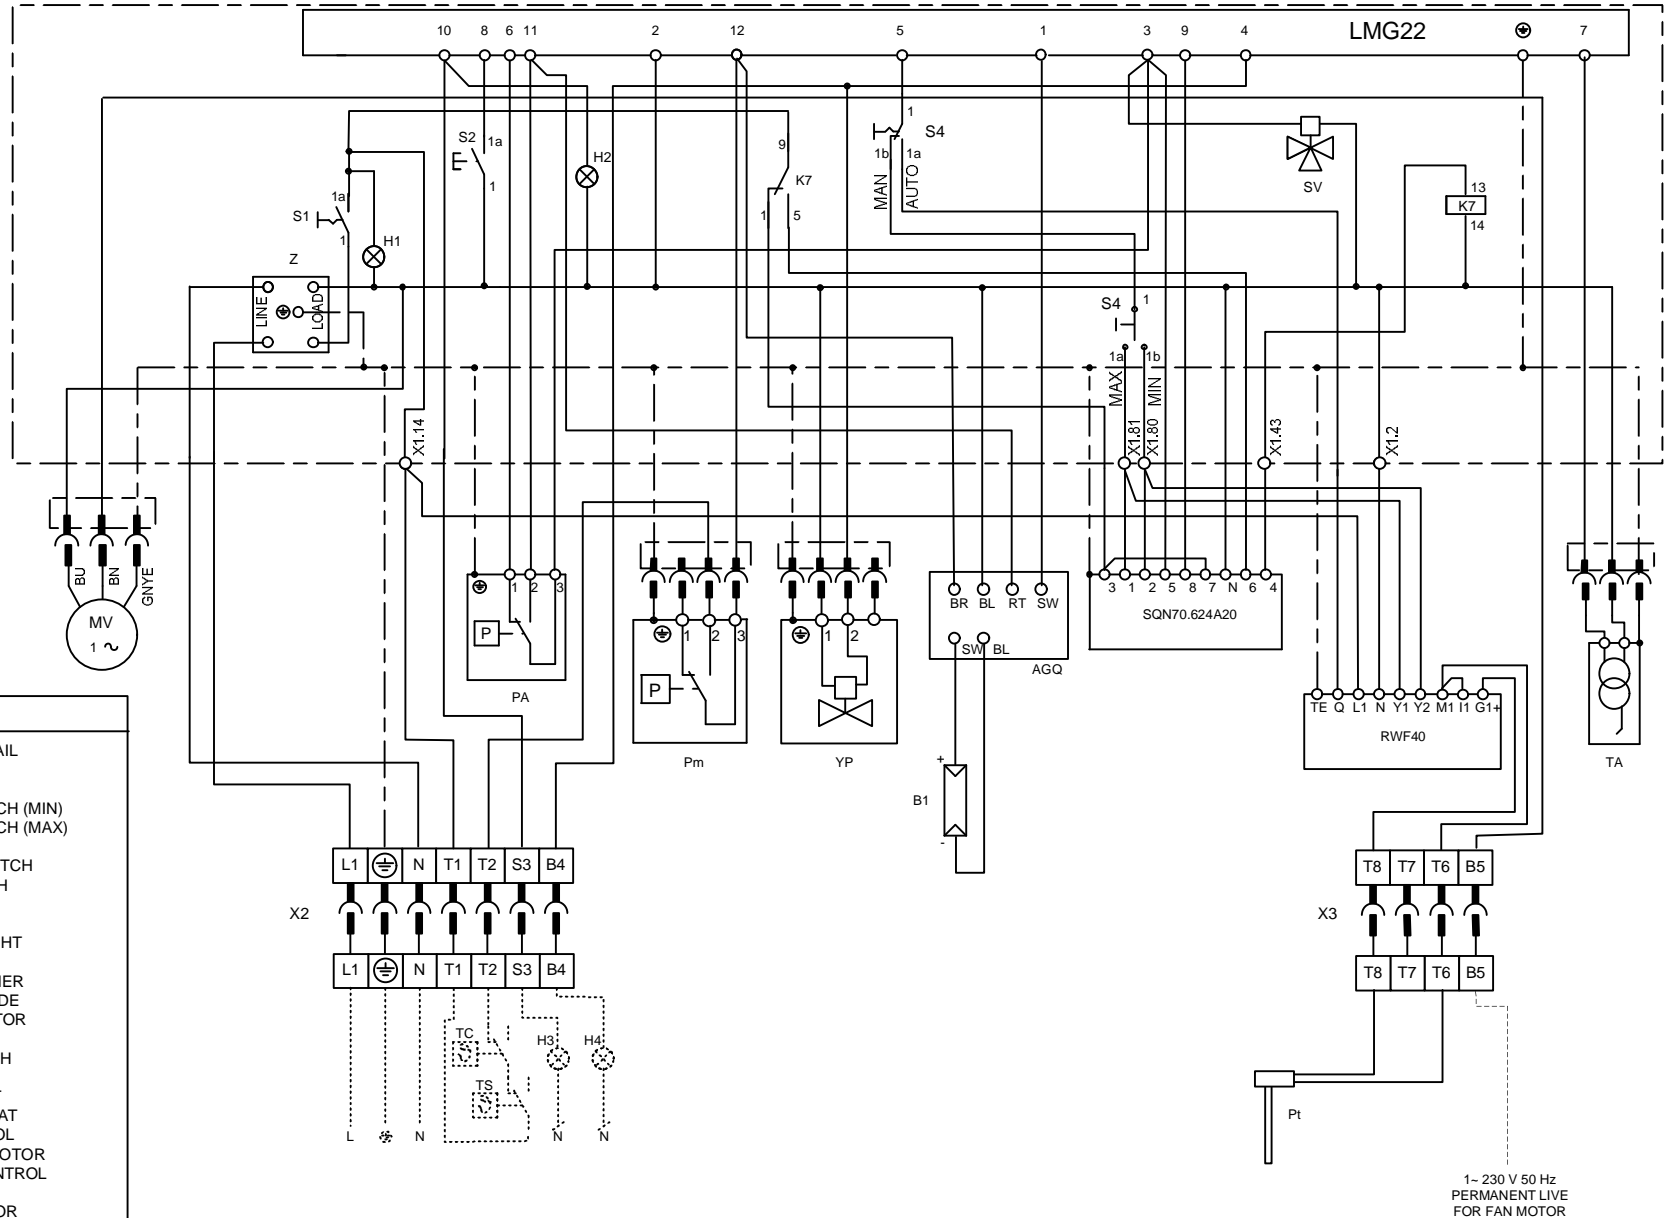 10 8 6 11 2 12 5 1 3 9 4 LMG22 7
S2 1a
1
H2
9
K7
1 5
1
S4
1b 1a
MAN AUTO
SV
13
K7
14
1a
S1
1
H1
Z
LINE LOAD
S4 1
1a 1b
MAX MIN
X1.14
X1.81 X1.80
X1.43
X1.2
BU BN GNYE
MV
1 ~
1 2 3
P
PA
1 2 3
P
Pm
1 2
YP
BR BL RT SW
SW BL
AGQ
+
B1
-
3 1 2 5 8 7 N 6 4
SQN70.624A20
TE Q L1 N Y1 Y2 M1 I1 G1+
RWF40
TA
AIL
CH (MIN)
CH (MAX)
TCH
H
HT
ER
DE
TOR
H
AT
OL
OTOR
NTROL
OR
L1 N T1 T2 S3 B4
X2
L1 N T1 T2 S3 B4
TC
TS
H3 H4
L N N N
T8 T7 T6 B5
X3
T8 T7 T6 B5
Pt
1~ 230 V 50 Hz
PERMANENT LIVE
FOR FAN MOTOR